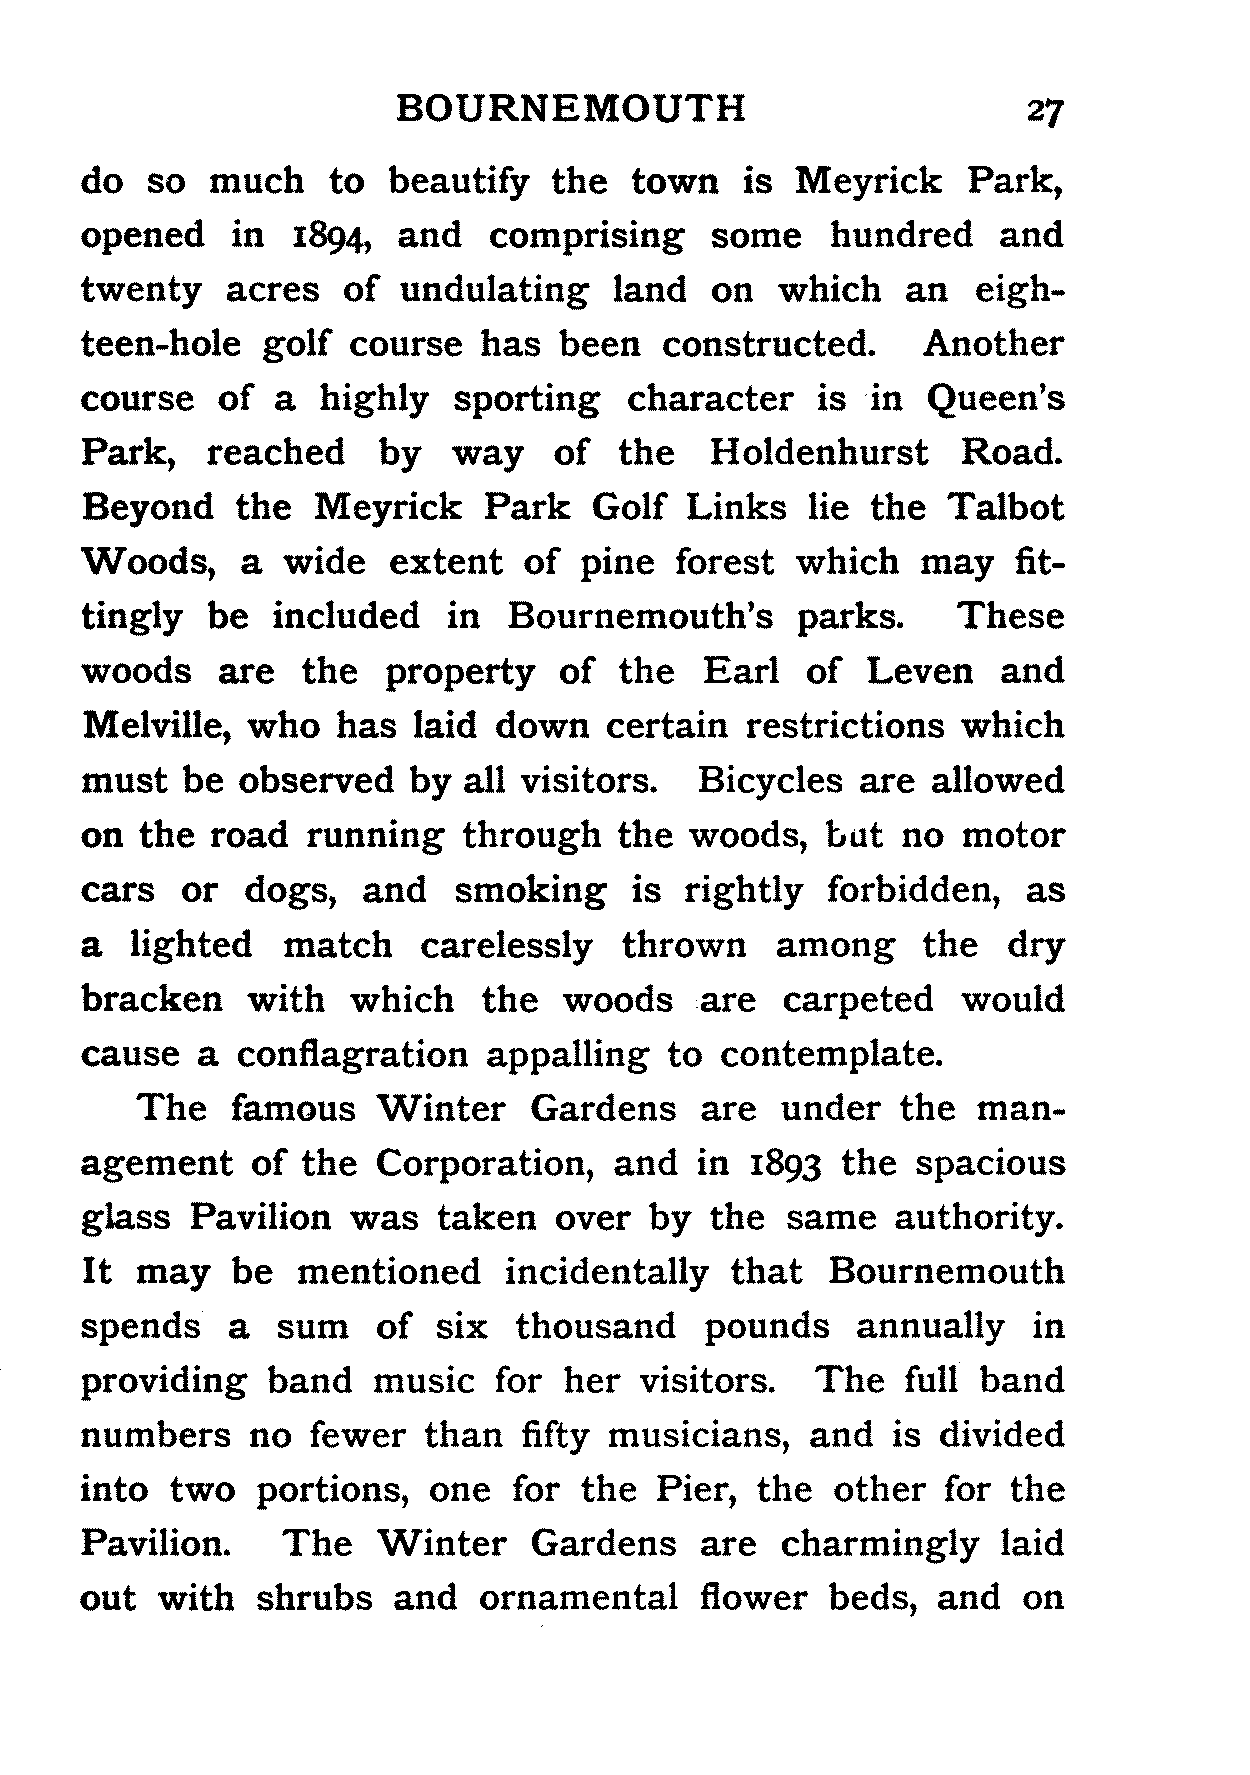 BOURNEMOUTH 27
do so much to beautify the town is Meyrick Park,
opened in 1894, and comprising some hundred and
twenty acres of undulating land on which an eigh-
teen-hole golf course has been constructed. Another
course of a highly sporting character is in Queen's
Park, reached by way of the Holdenhurst Road.
Beyond the Meyrick Park Golf Links lie the Talbot
Woods, a wide extent of pine forest which may fit-
tingly be included in Bournemouth's parks. These
woods are the property of the Earl of Leven and
Melville, who has laid down certain restrictions which
must be observed by all visitors. Bicycles are allowed
on the road running through the woods, but no motor
cars or dogs, and smoking is rightly forbidden, as
a lighted match carelessly thrown among the dry
bracken with which the woods are carpeted would
cause a conflagration appalling to contemplate.
The famous Winter Gardens are under the man-
agement of the Corporation, and in 1893 the spacious
glass Pavilion was taken over by the same authority.
It may be mentioned incidentally that Bournemouth
spends a sum of six thousand pounds annually in
providing band music for her visitors. The full band
numbers no fewer than fifty musicians, and is divided
into two portions, one for the Pier, the other for the
Pavilion. The Winter Gardens are charmingly laid
out with shrubs and ornamental flower beds, and on